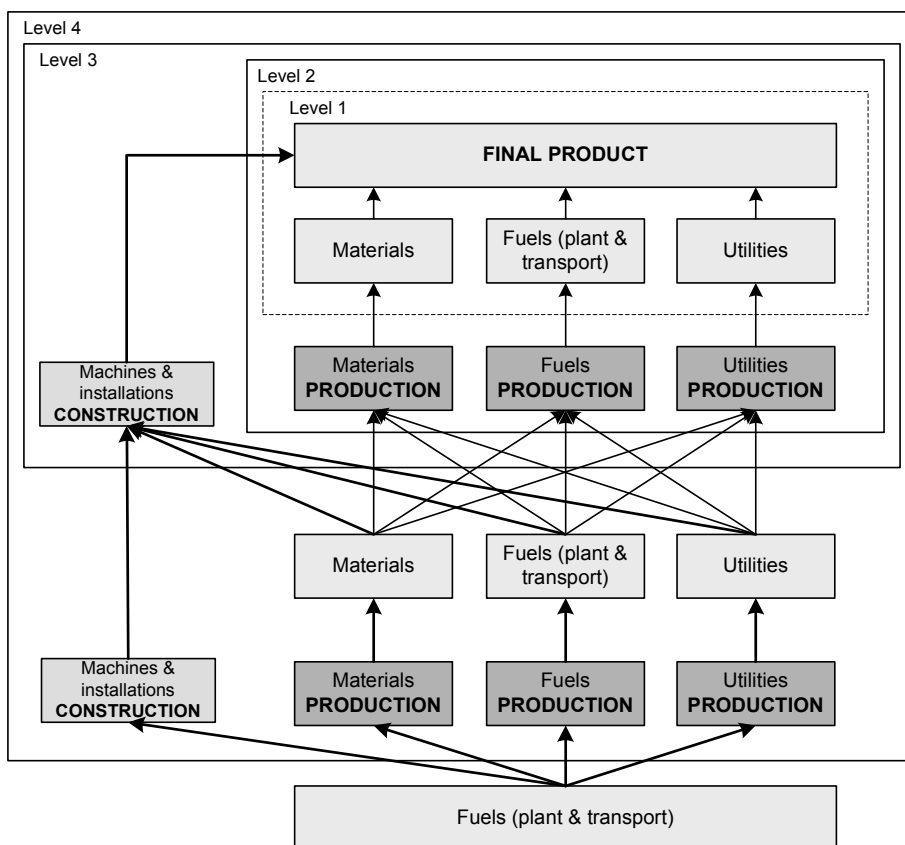 Level 4
Level 3
Level 2
Level 1
FINAL PRODUCT
Materials
Fuels (plant &
transport)
Utilities
Machines &
installations
CONSTRUCTION
Materials
PRODUCTION
Fuels
PRODUCTION
Utilities
PRODUCTION
Materials
Fuels (plant &
transport)
Utilities
Machines &
installations
CONSTRUCTION
Materials
PRODUCTION
Fuels
PRODUCTION
Utilities
PRODUCTION
Fuels (plant & transport)